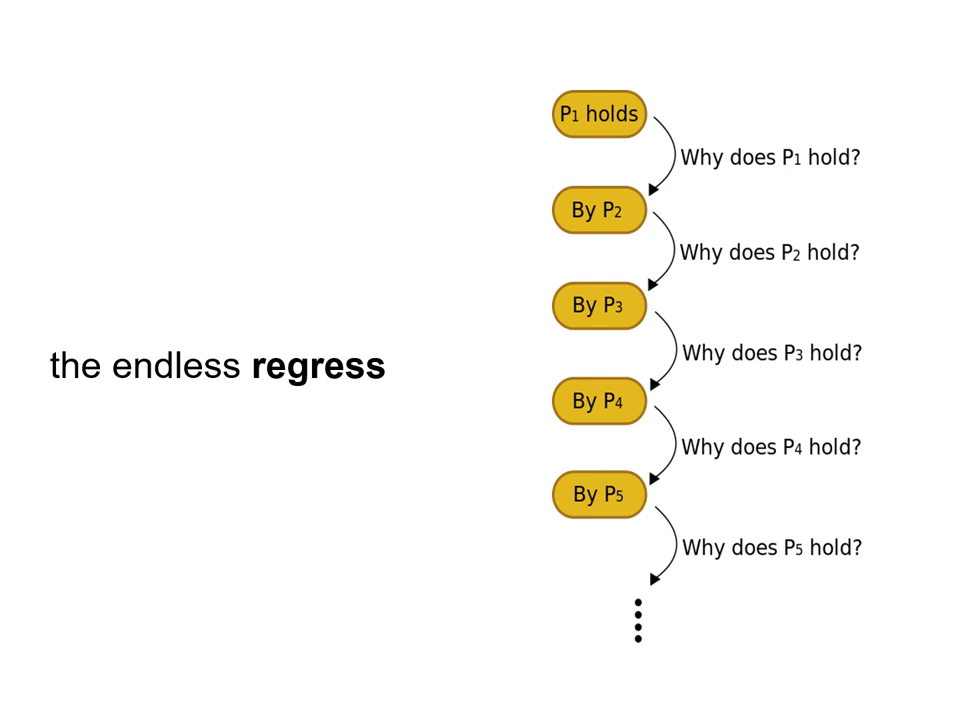 P₁ holds
Why does P₁ hold?
By P₂
Why does P₂ hold?
By P₃
Why does P₃ hold?
the endless regress
By P₄
Why does P₄ hold?
By P₅
Why does P₅ hold?